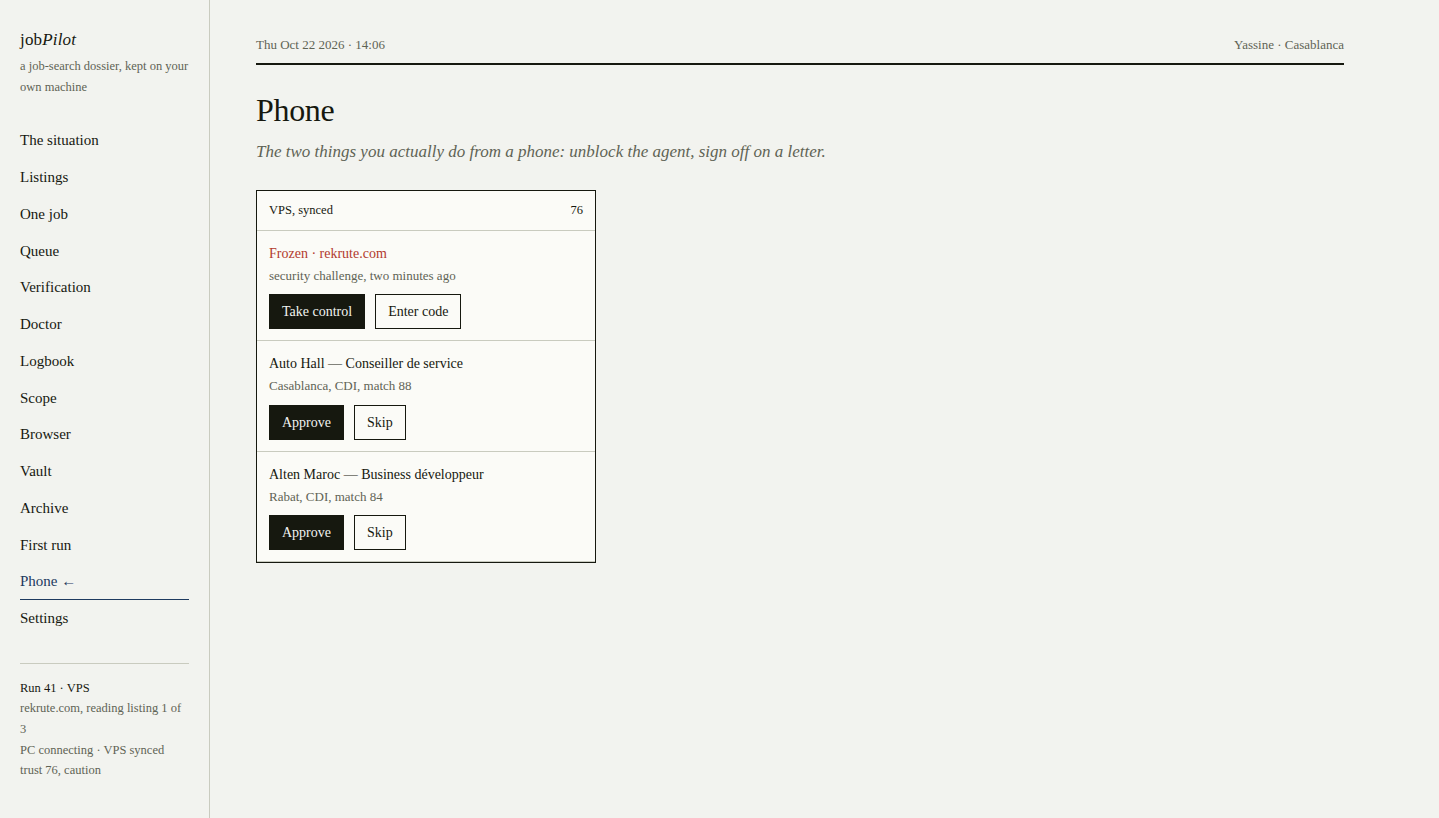 jobPilot
a job-search dossier, kept on your
own machine
The situation
Listings
One job
Queue
Verification
Doctor
Logbook
Scope
Browser
Vault
Archive
First run
Phone ←
Settings
Run 41 · VPS
rekrute.com, reading listing 1 of
3
PC connecting · VPS synced
trust 76, caution
Thu Oct 22 2026 · 14:06
Yassine · Casablanca
Phone
The two things you actually do from a phone: unblock the agent, sign off on a letter.
VPS, synced 76
Frozen · rekrute.com
security challenge, two minutes ago
Take control Enter code
Auto Hall — Conseiller de service
Casablanca, CDI, match 88
Approve Skip
Alten Maroc — Business développeur
Rabat, CDI, match 84
Approve Skip